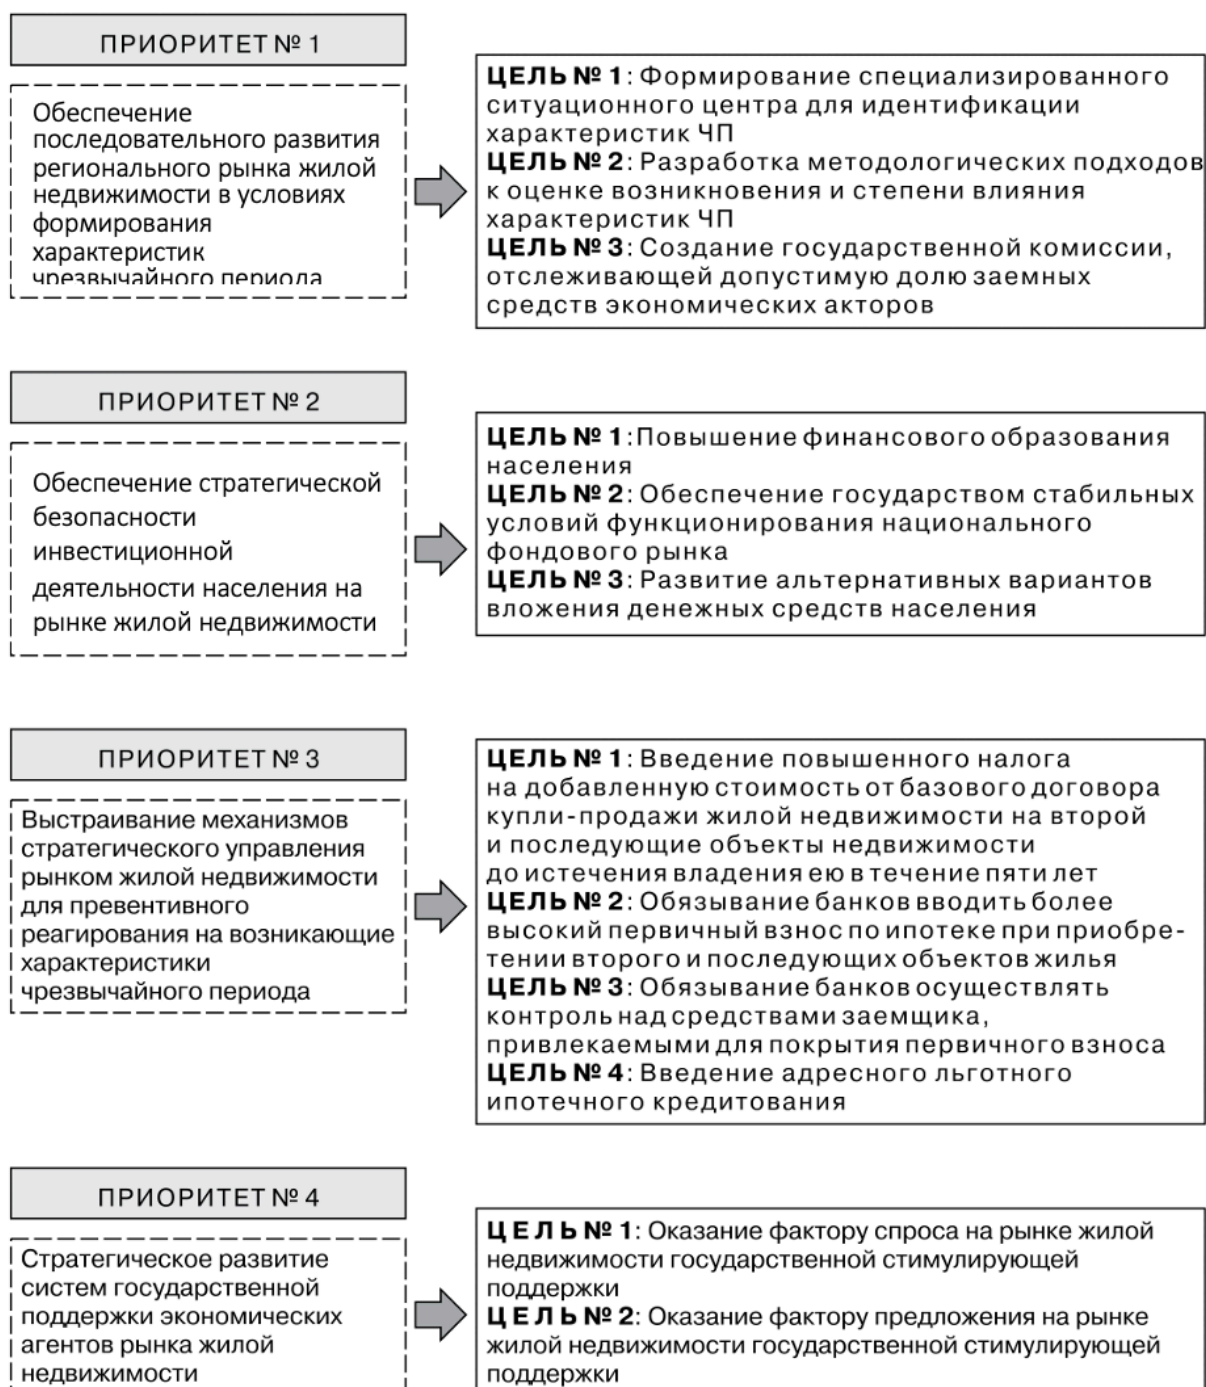 ПРИОРИТЕТ № 1
Обеспечение
последовательного развития
регионального рынка жилой
недвижимости в условиях
формирования
характеристик
чрезвычайного периода
ЦЕЛЬ № 1: Формирование специализированного
ситуационного центра для идентификации
характеристик ЧП
ЦЕЛЬ № 2: Разработка методологических подходов
к оценке возникновения и степени влияния
характеристик ЧП
ЦЕЛЬ № 3: Создание государственной комиссии,
отслеживающей допустимую долю заемных
средств экономических акторов
ПРИОРИТЕТ № 2
Обеспечение стратегической
безопасности
инвестиционной
деятельности населения на
рынке жилой недвижимости
ЦЕЛЬ № 1: Повышение финансового образования
населения
ЦЕЛЬ № 2: Обеспечение государством стабильных
условий функционирования национального
фондового рынка
ЦЕЛЬ № 3: Развитие альтернативных вариантов
вложения денежных средств населения
ПРИОРИТЕТ № 3
Выстраивание механизмов
стратегического управления
рынком жилой недвижимости
для превентивного
реагирования на возникающие
характеристики
чрезвычайного периода
ЦЕЛЬ № 1: Введение повышенного налога
на добавленную стоимость от базового договора
купли-продажи жилой недвижимости на второй
и последующие объекты недвижимости
до истечения владения ею в течение пяти лет
ЦЕЛЬ № 2: Обязывание банков вводить более
высокий первичный взнос по ипотеке при приобре-
тении второго и последующих объектов жилья
ЦЕЛЬ № 3: Обязывание банков осуществлять
контроль над средствами заемщика,
привлекаемыми для покрытия первичного взноса
ЦЕЛЬ № 4: Введение адресного льготного
ипотечного кредитования
ПРИОРИТЕТ № 4
Стратегическое развитие
систем государственной
поддержки экономических
агентов рынка жилой
недвижимости
ЦЕЛЬ № 1: Оказание фактору спроса на рынке жилой
недвижимости государственной стимулирующей
поддержки
ЦЕЛЬ № 2: Оказание фактору предложения на рынке
жилой недвижимости государственной стимулирующей
поддержки